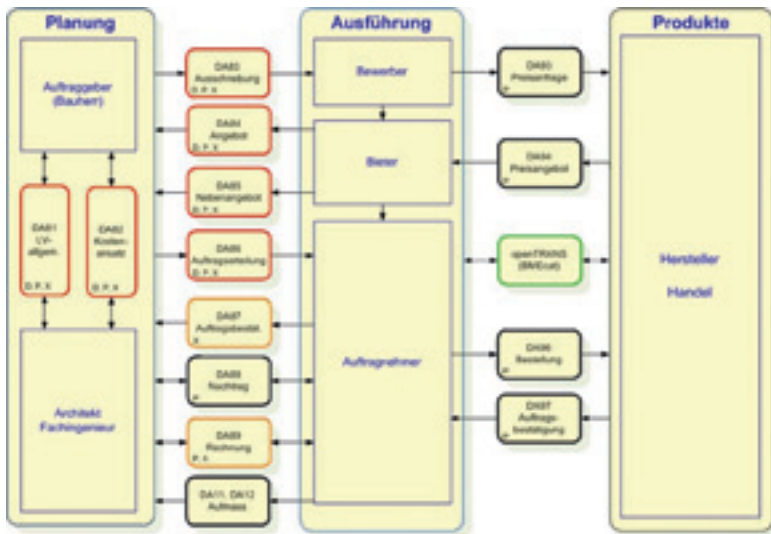 Planung
Auftraggeber
(Bauherr)
DA81
LV-
allgem.
D, P, X
DA82
Kosten-
ansatz
D, P, X
Architekt
Fachingenieur
DA83
Ausschreibung
D, P, X
DA84
Angebot
D, P, X
DA85
Nebenangebot
D, P, X
DA86
Auftragserteilung
D, P, X
DA87
Auftragsbestät.
X
DA88
Nachtrag
P
DA89
Rechnung
P, X
DA11, DA12
Aufmass
Ausführung
Bewerber
Bieter
Auftragnehmer
DA93
Preisanfrage
P
DA94
Preisangebot
P
openTRANS
(BMEcat)
DA96
Bestellung
P
DA97
Auftrags-
bestätigung
P
Produkte
Hersteller
Handel